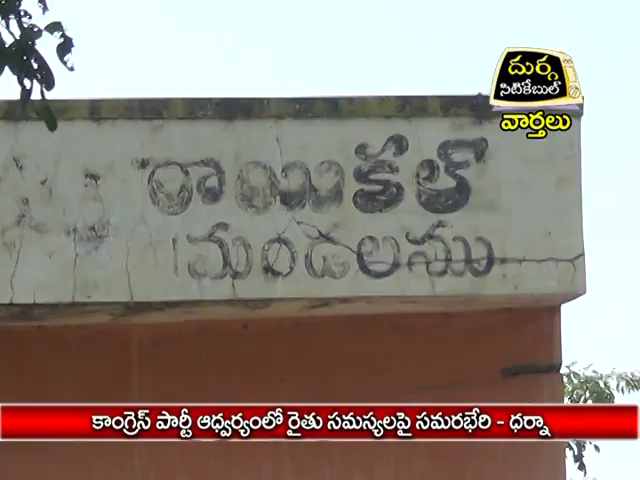 దుర్గ
సిటికేబుల్
వార్తలు
రాయికల్
మండలము
కాంగ్రెస్ పార్టీ ఆధ్వర్యంలో రైతు సమస్యలపై సమరభేరి - ధర్నా